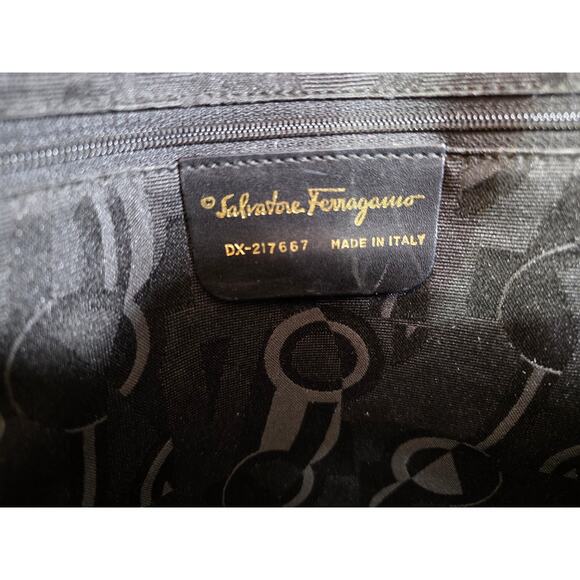 © Salvatore Ferragamo
DX-217667 MADE IN ITALY